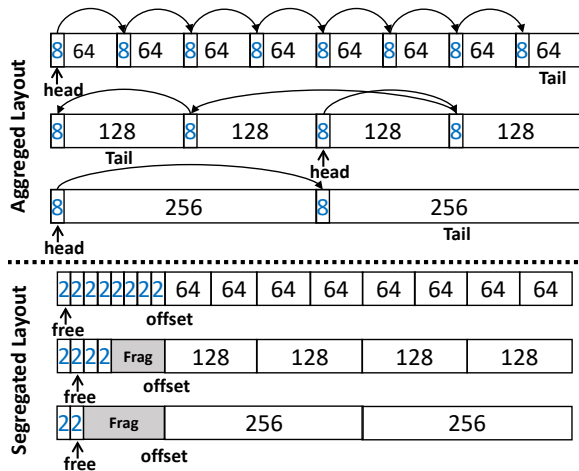 Aggreged Layout
8 64 8 64 8 64 8 64 8 64 8 64 8 64 8 64
head
Tail
8 128 8 128 8 128 8 128
Tail
head
8 256 8 256
head
Tail
Segregated Layout
2 2 2 2 2 2 2 2 64 64 64 64 64 64 64 64 64
free
offset
2 2 2 2 Frag 128 128 128 128
free
offset
2 2 Frag 256 256
free
offset